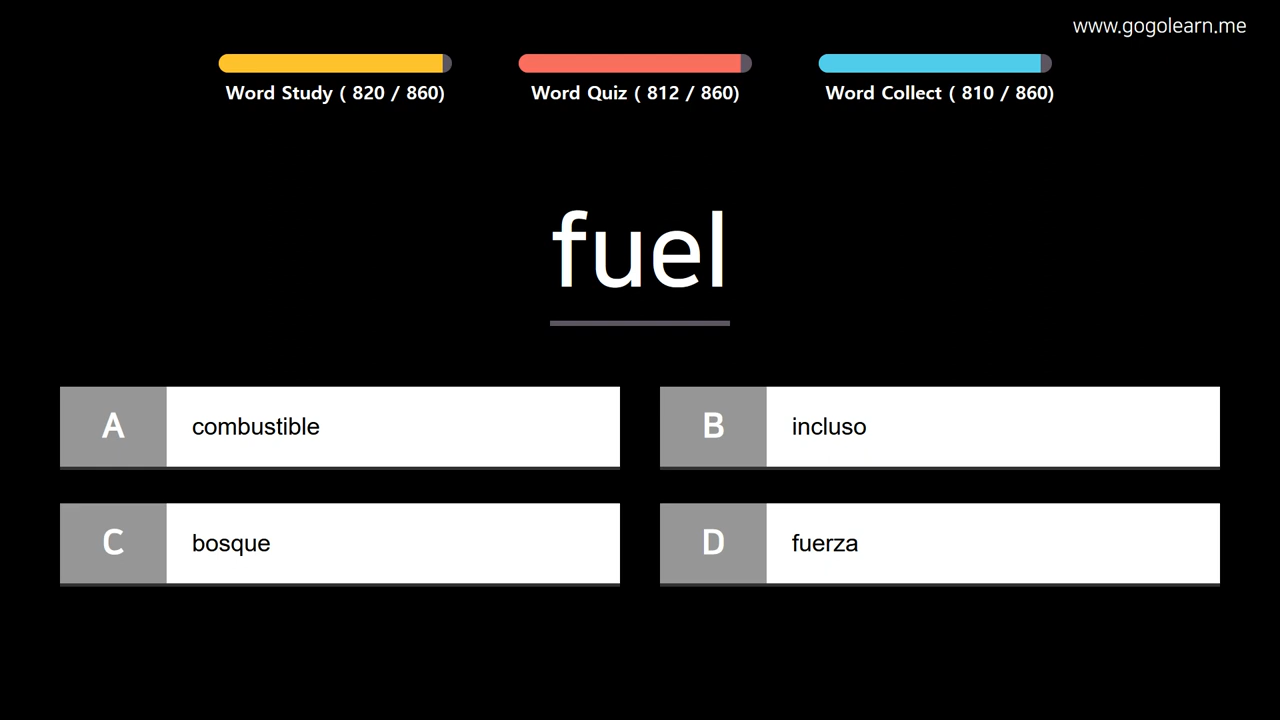 www.gogolearn.me
Word Study ( 820 / 860)
Word Quiz ( 812 / 860)
Word Collect ( 810 / 860)
fuel
A combustible
B incluso
C bosque
D fuerza